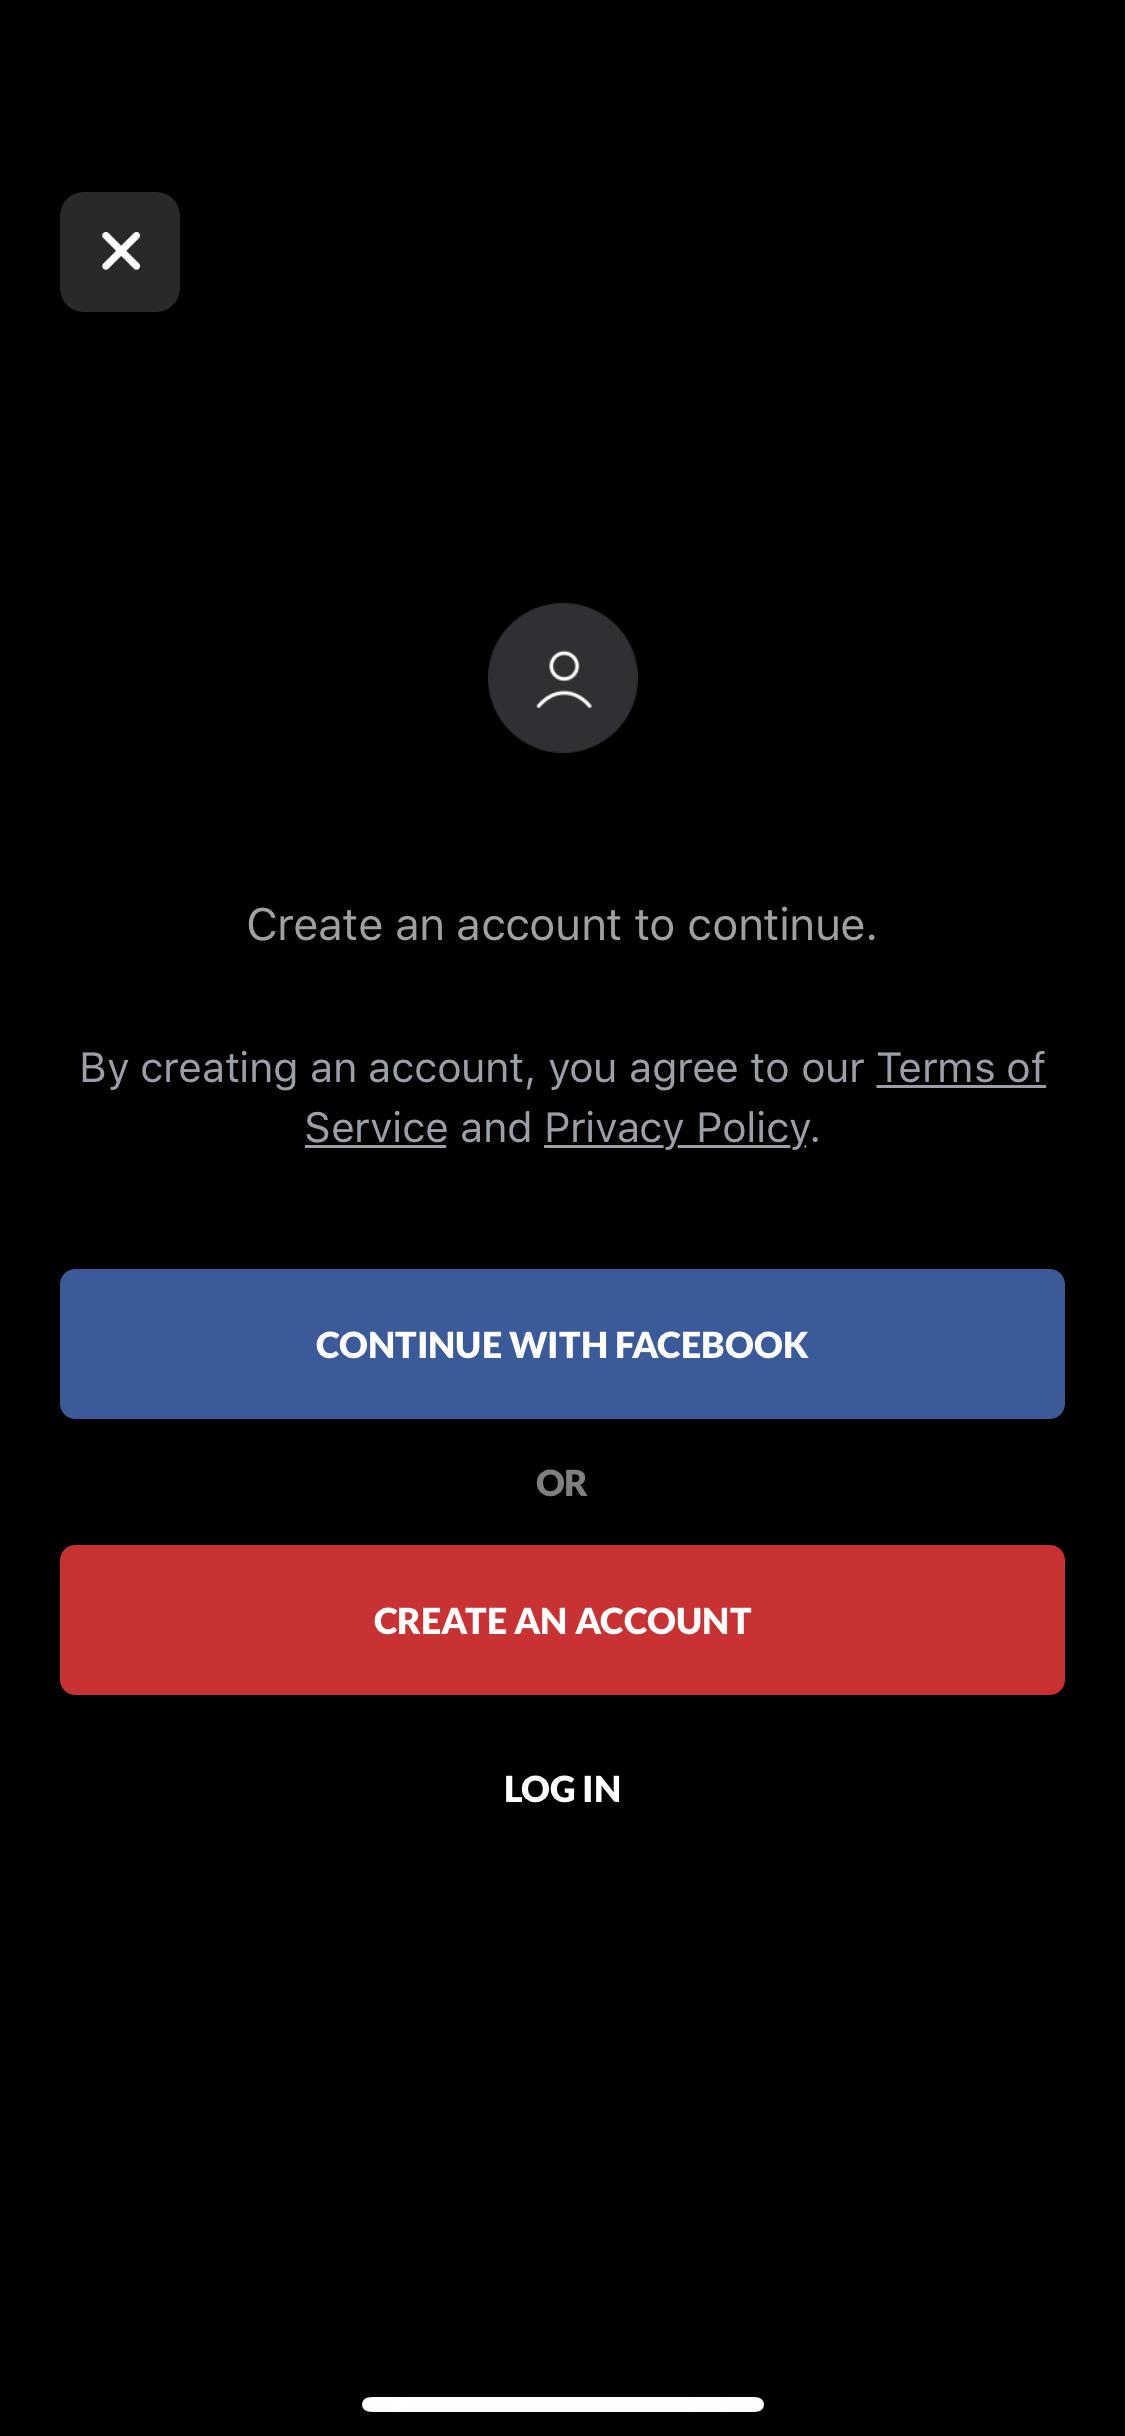 Create an account to continue.
By creating an account, you agree to our Terms of
Service and Privacy Policy.
CONTINUE WITH FACEBOOK
OR
CREATE AN ACCOUNT
LOG IN